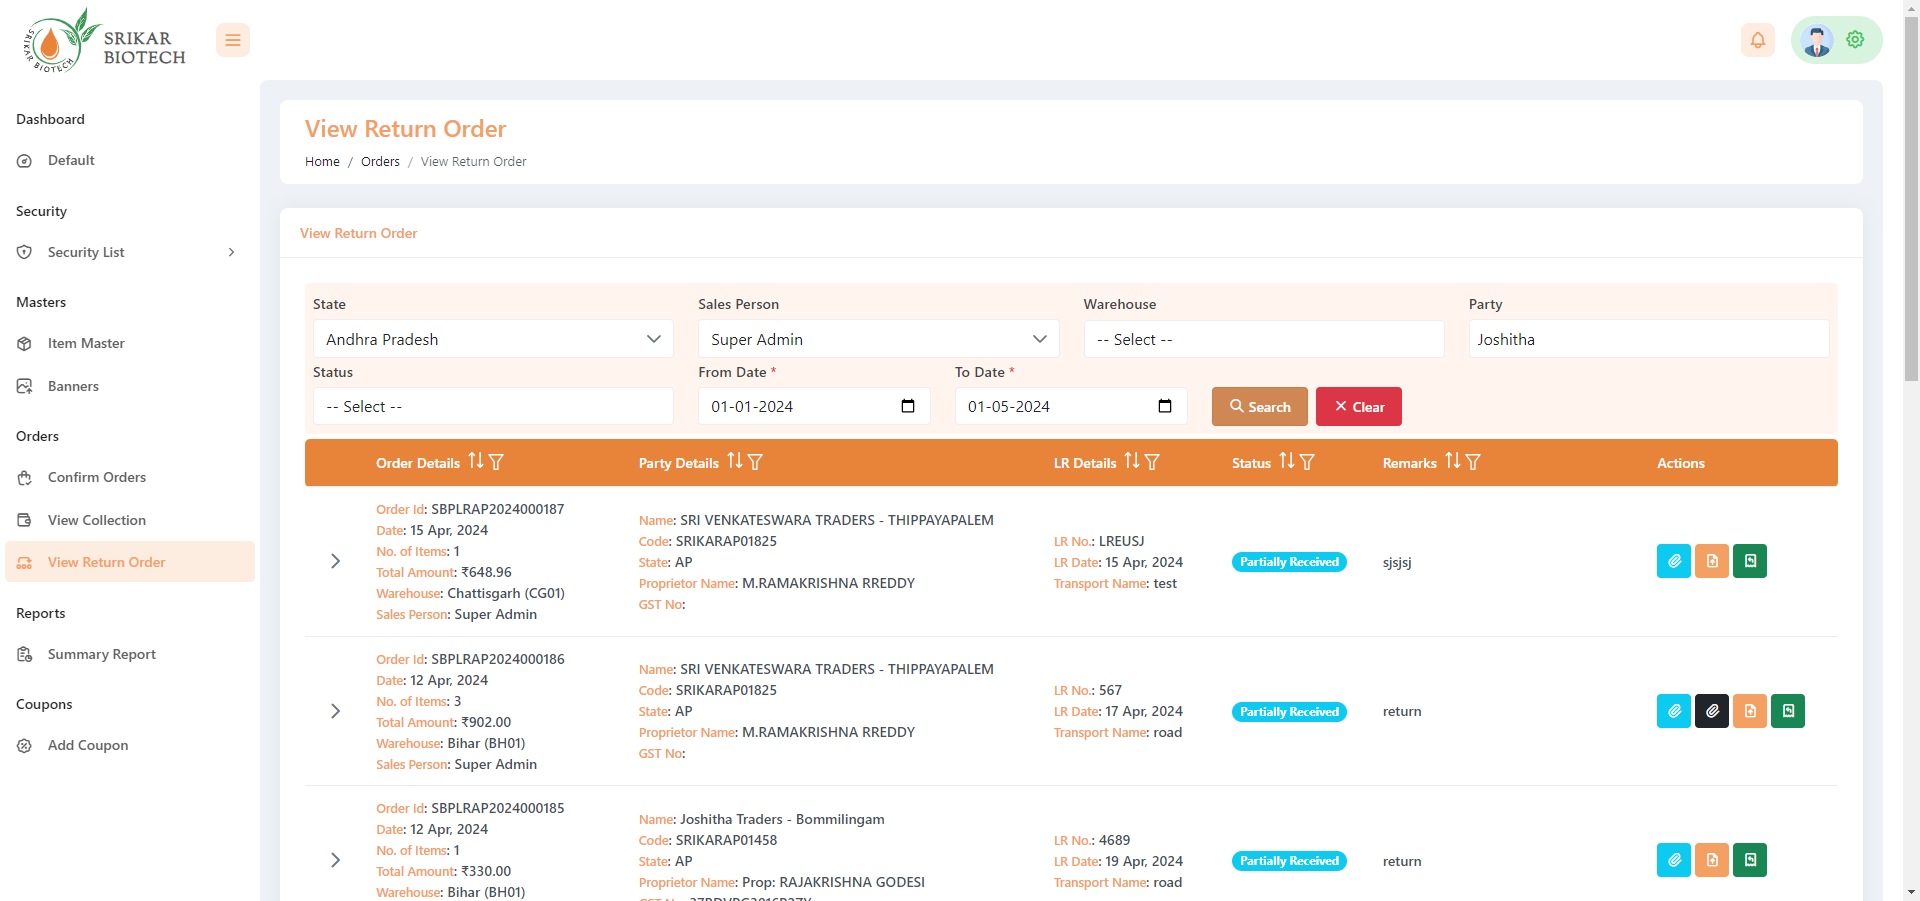 SRIKAR BIOTECH
SRIKAR
BIOTECH
Dashboard
Default
Security
Security List
Masters
Item Master
Banners
Orders
Confirm Orders
View Collection
View Return Order
Reports
Summary Report
Coupons
Add Coupon
View Return Order
Home / Orders / View Return Order
View Return Order
State
Sales Person
Warehouse
Party
Andhra Pradesh
Super Admin
-- Select --
Joshitha
Status
From Date *
To Date *
-- Select --
01-01-2024
01-05-2024
Search
Clear
Order Details
Party Details
LR Details
Status
Remarks
Actions
Order Id: SBPLRAP2024000187
Date: 15 Apr, 2024
No. of Items: 1
Total Amount: ₹648.96
Warehouse: Chattisgarh (CG01)
Sales Person: Super Admin
Name: SRI VENKATESWARA TRADERS - THIPPAYAPALEM
Code: SRIKARAP01825
State: AP
Proprietor Name: M.RAMAKRISHNA RREDDY
GST No:
LR No.: LREUSJ
LR Date: 15 Apr, 2024
Transport Name: test
Partially Received
sjsjsj
Order Id: SBPLRAP2024000186
Date: 12 Apr, 2024
No. of Items: 3
Total Amount: ₹902.00
Warehouse: Bihar (BH01)
Sales Person: Super Admin
Name: SRI VENKATESWARA TRADERS - THIPPAYAPALEM
Code: SRIKARAP01825
State: AP
Proprietor Name: M.RAMAKRISHNA RREDDY
GST No:
LR No.: 567
LR Date: 17 Apr, 2024
Transport Name: road
Partially Received
return
Order Id: SBPLRAP2024000185
Date: 12 Apr, 2024
No. of Items: 1
Total Amount: ₹330.00
Warehouse: Bihar (BH01)
Name: Joshitha Traders - Bommilingam
Code: SRIKARAP01458
State: AP
Proprietor Name: Prop: RAJAKRISHNA GODESI
LR No.: 4689
LR Date: 19 Apr, 2024
Transport Name: road
Partially Received
return